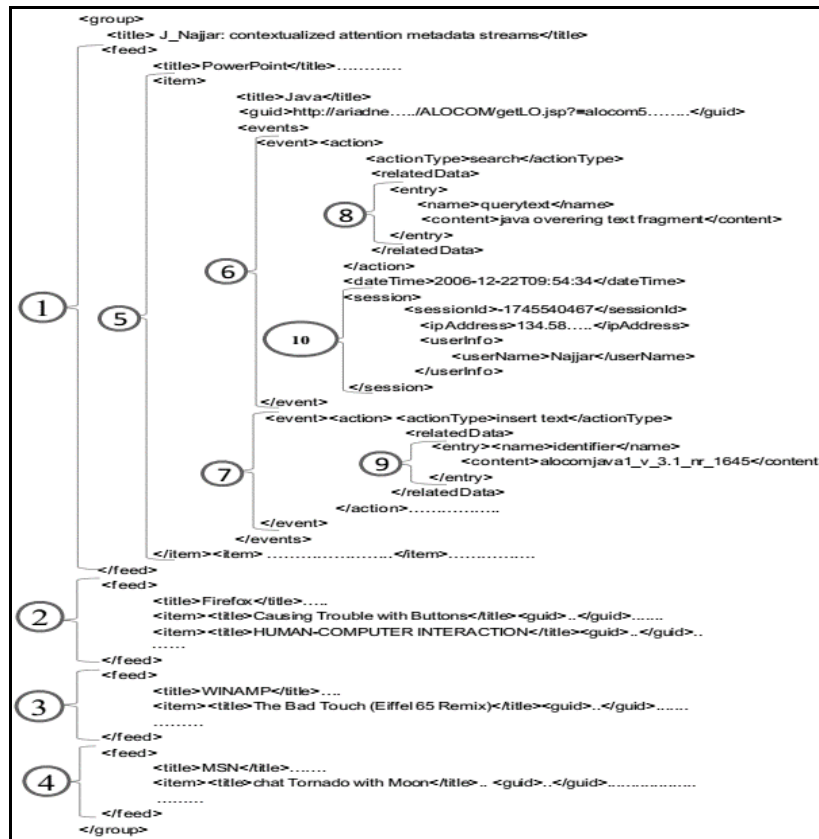 <group>
<title> J_Najjar: contextualized attention metadata streams</title>
<feed>
<title>PowerPoint</title>…………
<item>
<title>Java</title>
<guid>http://ariadne…../ALOCOM/getLO.jsp?=alocom5……..</guid>
<events>
<event><action>
<actionType>search</actionType>
<relatedData>
<entry>
8
<name>querytext</name>
<content>java overering text fragment</content>
</entry>
</relatedData>
6
</action>
<dateTime>2006-12-22T09:54:34</dateTime>
<session>
1
5
<sessionId>-1745540467</sessionId>
<ipAddress>134.58….. </ipAddress>
10
<userInfo>
<userName>Najjar</userName>
</userInfo>
</session>
</event>
<event><action> <actionType>insert text</actionType>
<relatedData>
<entry><name>identifier</name>
7
9
<content>alocomjava1_v_3.1_nr_1645</content
</entry>
</relatedData>
</action>……………..
</event>
</events>
</item><item> …………………….</item>…………….
</feed>
<feed>
<title>Firefox</title>…..
2
<item><title>Causing Trouble with Buttons</title><guid>..</guid>…….
<item><title>HUMAN-COMPUTER INTERACTION</title><guid>..</guid>..
……
</feed>
<feed>
<title>WINAMP</title>….
3
<item><title>The Bad Touch (Eiffel 65 Remix)</title><guid>..</guid>…….
………
</feed>
<feed>
<title>MSN</title>…….
4
<item><title>chat Tornado with Moon</title>.. <guid>..</guid>………………..
………
</feed>
</group>